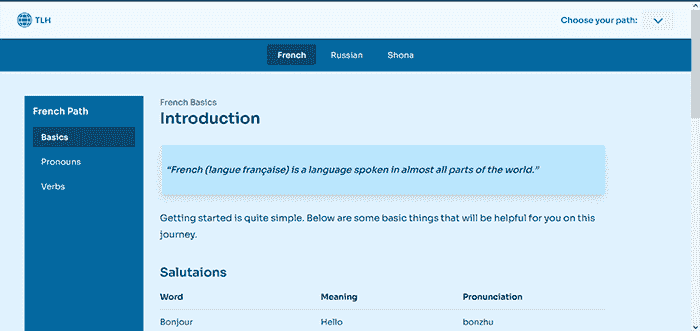 TLH
Choose your path:
French Russian Shona
French Path
Basics
Pronouns
Verbs
French Basics
Introduction
“French (langue française) is a language spoken in almost all parts of the world.”
Getting started is quite simple. Below are some basic things that will be helpful for you on this
journey.
Salutaions
Word Meaning Pronunciation
Bonjour Hello bonzhu